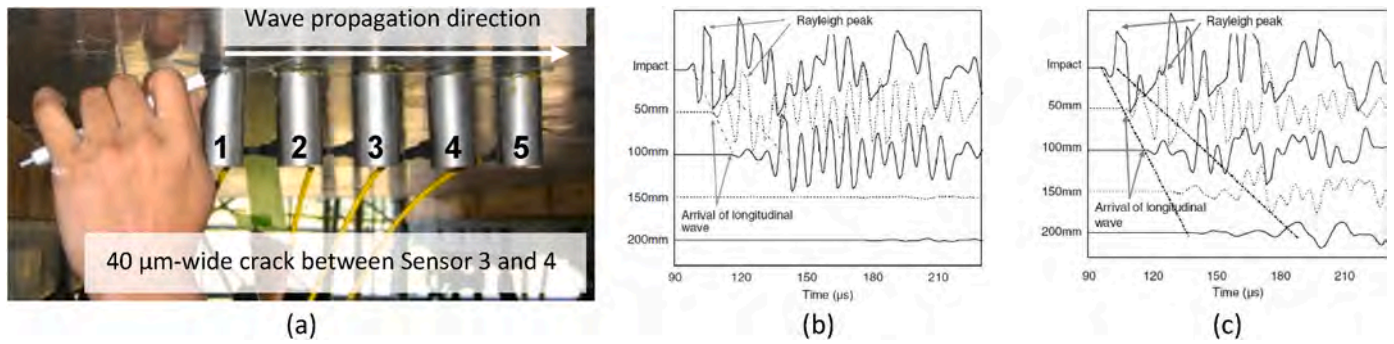 Wave propagation direction
1 2 3 4 5
40 µm-wide crack between Sensor 3 and 4
(a)
Rayleigh peak
Impact
50mm
100mm
150mm
Arrival of longitudinal
wave
200mm
90 120 150 180 210
Time (µs)
(b)
Rayleigh peak
Impact
50mm
100mm
150mm
Arrival of longitudinal
wave
200mm
90 120 150 180 210
Time (µs)
(c)